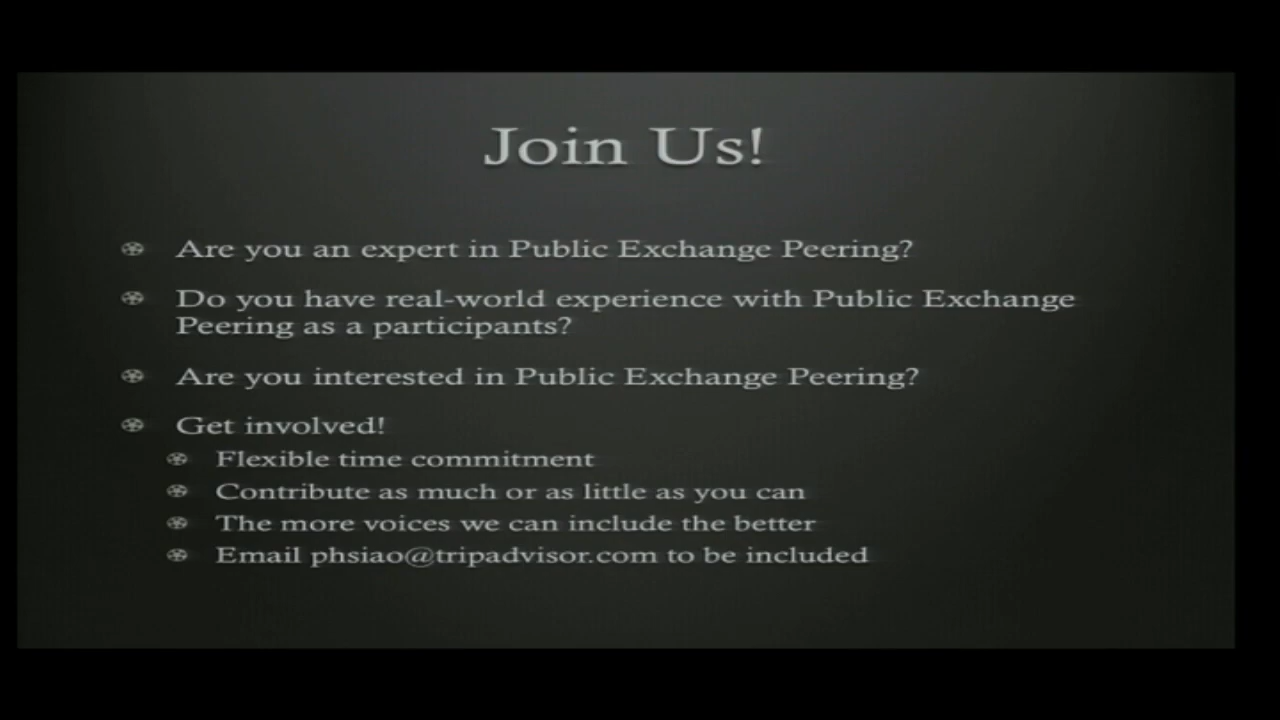 Join Us!
Are you an expert in Public Exchange Peering?
Do you have real-world experience with Public Exchange
Peering as a participants?
Are you interested in Public Exchange Peering?
Get involved!
Flexible time commitment
Contribute as much or as little as you can
The more voices we can include the better
Email phsiao@tripadvisor.com to be included